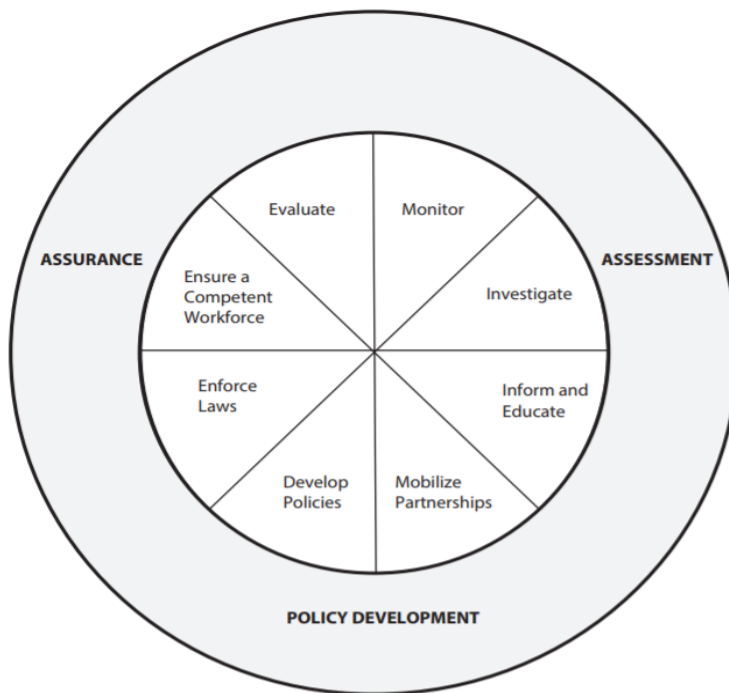 Evaluate
Monitor
ASSURANCE
ASSESSMENT
Ensure a
Competent
Workforce
Investigate
Enforce
Laws
Inform and
Educate
Develop
Policies
Mobilize
Partnerships
POLICY DEVELOPMENT